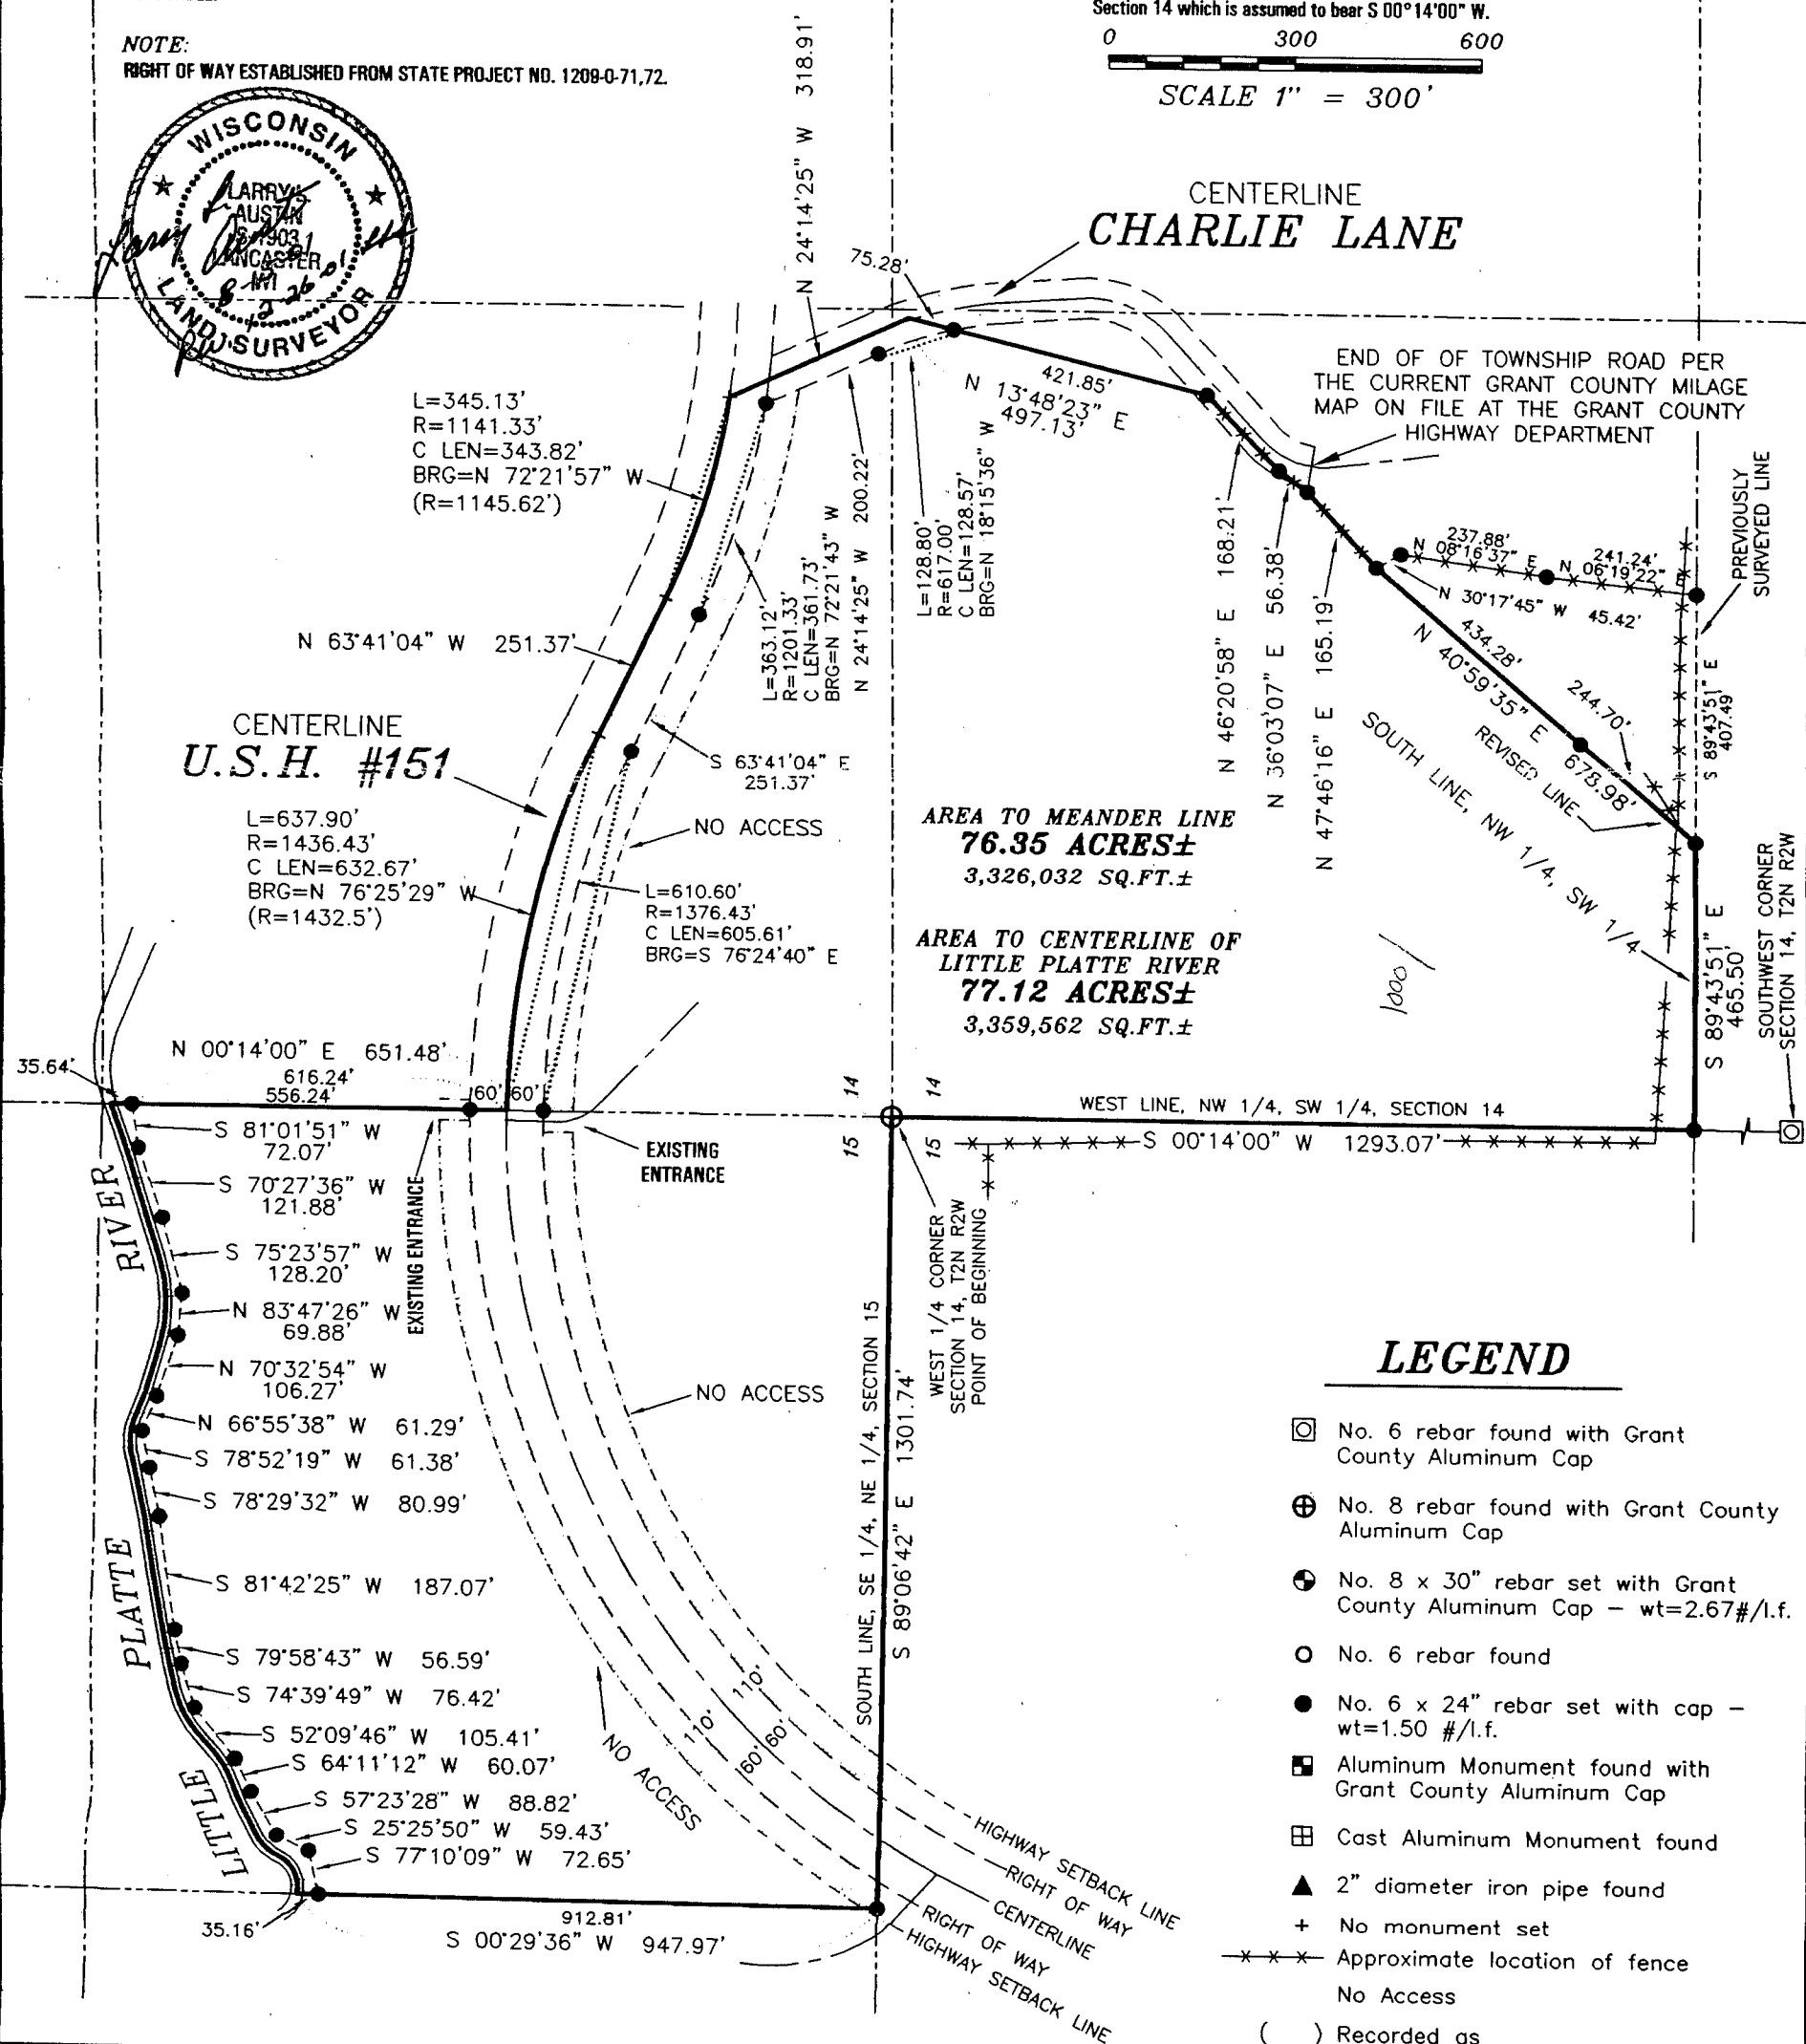 Section 14 which is assumed to bear S 00°14'00" W.
0 300 600
SCALE 1" = 300'
NOTE:
RIGHT OF WAY ESTABLISHED FROM STATE PROJECT NO. 1209-0-71,72.
WISCONSIN
LARRY
AUSTIN
LANCASTER
LAND SURVEYOR
N 24°14'25" W 318.91'
CENTERLINE
CHARLIE LANE
75.28'
421.85'
N 13°48'23" E
497.13'
END OF OF TOWNSHIP ROAD PER
THE CURRENT GRANT COUNTY MILAGE
MAP ON FILE AT THE GRANT COUNTY
HIGHWAY DEPARTMENT
L=345.13'
R=1141.33'
C LEN=343.82'
BRG=N 72°21'57" W
(R=1145.62')
L=363.12'
R=1201.33'
C LEN=361.73'
BRG=N 72°21'43" W
N 24°14'25" W 200.22'
L=128.80'
R=617.00'
C LEN=128.57'
BRG=N 18°15'36" W
N 46°20'58" E 168.21'
N 36°03'07" E 56.38'
N 47°46'16" E 165.19'
237.88'
N 08°16'37" E
241.24'
N 06°19'22" E
N 30°17'45" W 45.42'
PREVIOUSLY
SURVEYED LINE
434.28'
N 40°59'35" E
678.98'
244.70'
REVISED LINE
SOUTH LINE, NW 1/4, SW 1/4
S 89°43'51" E
407.49'
S 89°43'51" E
465.50'
SOUTHWEST CORNER
SECTION 14, T2N R2W
N 63°41'04" W 251.37'
CENTERLINE
U.S.H. #151
S 63°41'04" E
251.37'
NO ACCESS
L=637.90'
R=1436.43'
C LEN=632.67'
BRG=N 76°25'29" W
(R=1432.5')
L=610.60'
R=1376.43'
C LEN=605.61'
BRG=S 76°24'40" E
AREA TO MEANDER LINE
76.35 ACRES±
3,326,032 SQ.FT.±
AREA TO CENTERLINE OF
LITTLE PLATTE RIVER
77.12 ACRES±
3,359,562 SQ.FT.±
1000
35.64'
N 00°14'00" E 651.48'
616.24'
556.24'
60' 60'
14 14
15 15
WEST LINE, NW 1/4, SW 1/4, SECTION 14
S 00°14'00" W 1293.07'
EXISTING
ENTRANCE
EXISTING ENTRANCE
WEST 1/4 CORNER
SECTION 14, T2N R2W
POINT OF BEGINNING
S 81°01'51" W
72.07'
S 70°27'36" W
121.88'
S 75°23'57" W
128.20'
N 83°47'26" W
69.88'
N 70°32'54" W
106.27'
N 66°55'38" W 61.29'
S 78°52'19" W 61.38'
S 78°29'32" W 80.99'
S 81°42'25" W 187.07'
S 79°58'43" W 56.59'
S 74°39'49" W 76.42'
S 52°09'46" W 105.41'
S 64°11'12" W 60.07'
S 57°23'28" W 88.82'
S 25°25'50" W 59.43'
S 77°10'09" W 72.65'
LITTLE PLATTE RIVER
NO ACCESS
SOUTH LINE, SE 1/4, NE 1/4, SECTION 15
S 89°06'42" E 1301.74'
110'
110'
60'
60'
NO ACCESS
35.16'
912.81'
S 00°29'36" W 947.97'
HIGHWAY SETBACK LINE
RIGHT OF WAY
CENTERLINE
RIGHT OF WAY
HIGHWAY SETBACK LINE
LEGEND
No. 6 rebar found with Grant
County Aluminum Cap
No. 8 rebar found with Grant County
Aluminum Cap
No. 8 x 30" rebar set with Grant
County Aluminum Cap – wt=2.67#/l.f.
No. 6 rebar found
No. 6 x 24" rebar set with cap –
wt=1.50 #/l.f.
Aluminum Monument found with
Grant County Aluminum Cap
Cast Aluminum Monument found
2" diameter iron pipe found
+ No monument set
Approximate location of fence
No Access
( ) Recorded as